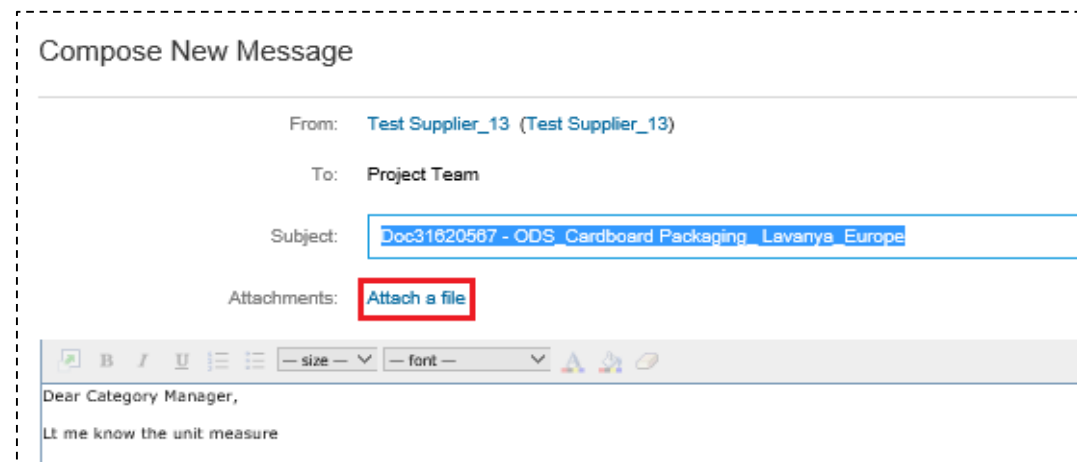 Compose New Message
From: Test Supplier_13 (Test Supplier_13)
To: Project Team
Subject: Doc31620567 - ODS_Cardboard Packaging_ Lavanya_Europe
Attachments: Attach a file
B I U — size — — font — A
Dear Category Manager,
Lt me know the unit measure